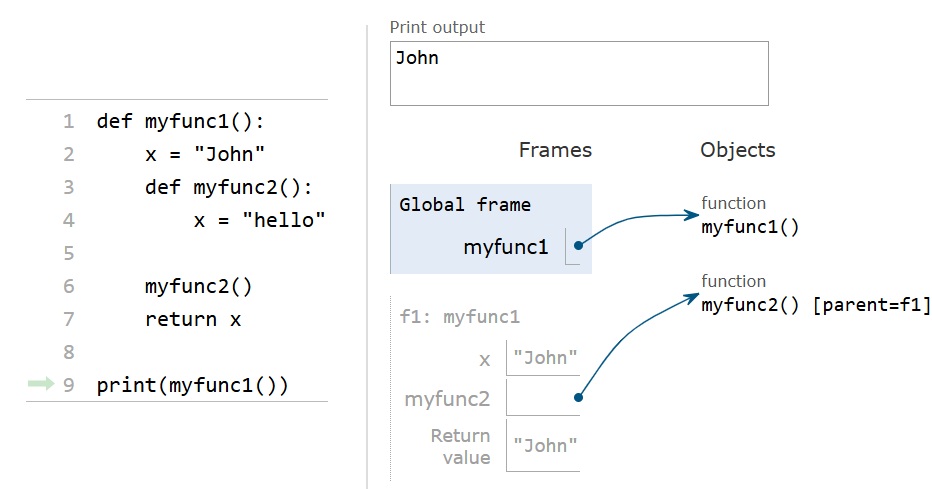 Print output
John
1 def myfunc1():
2     x = "John"
3     def myfunc2():
4         x = "hello"
5
6     myfunc2()
7     return x
8
9 print(myfunc1())
Frames
Objects
Global frame
myfunc1
function
myfunc1()
function
myfunc2() [parent=f1]
f1: myfunc1
x "John"
myfunc2
Return
value "John"